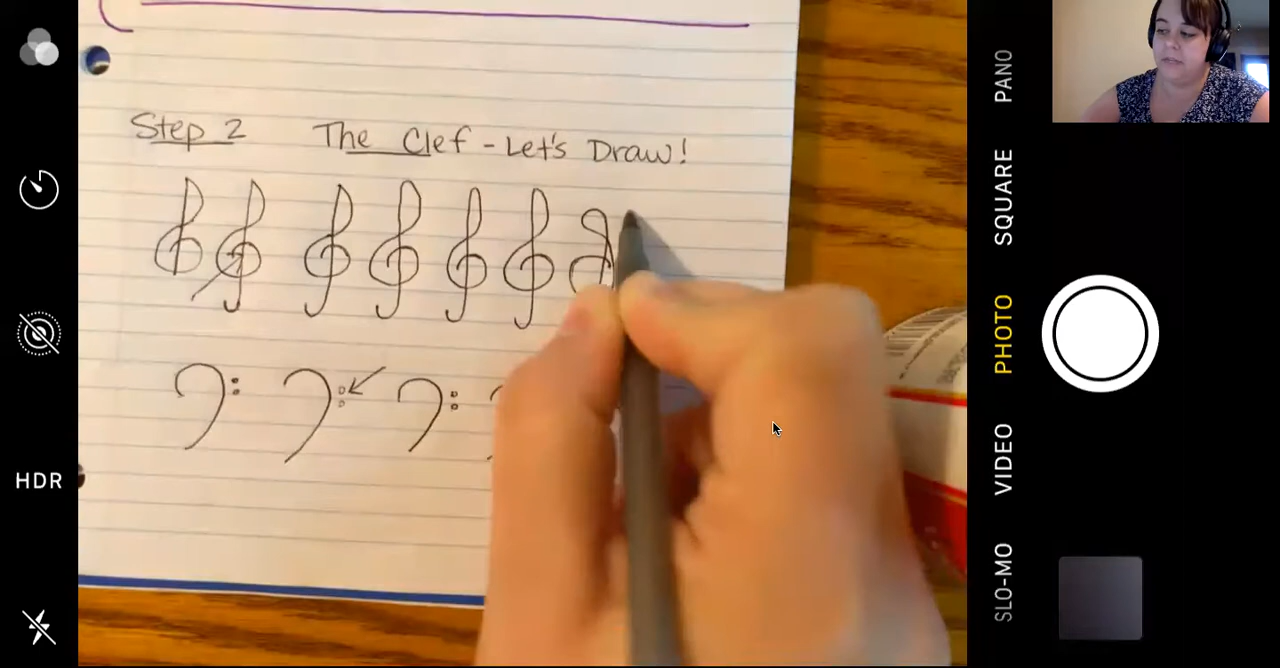 Step 2 The Clef - Let's Draw!
HDR
PANO
SQUARE
PHOTO
VIDEO
SLO-MO